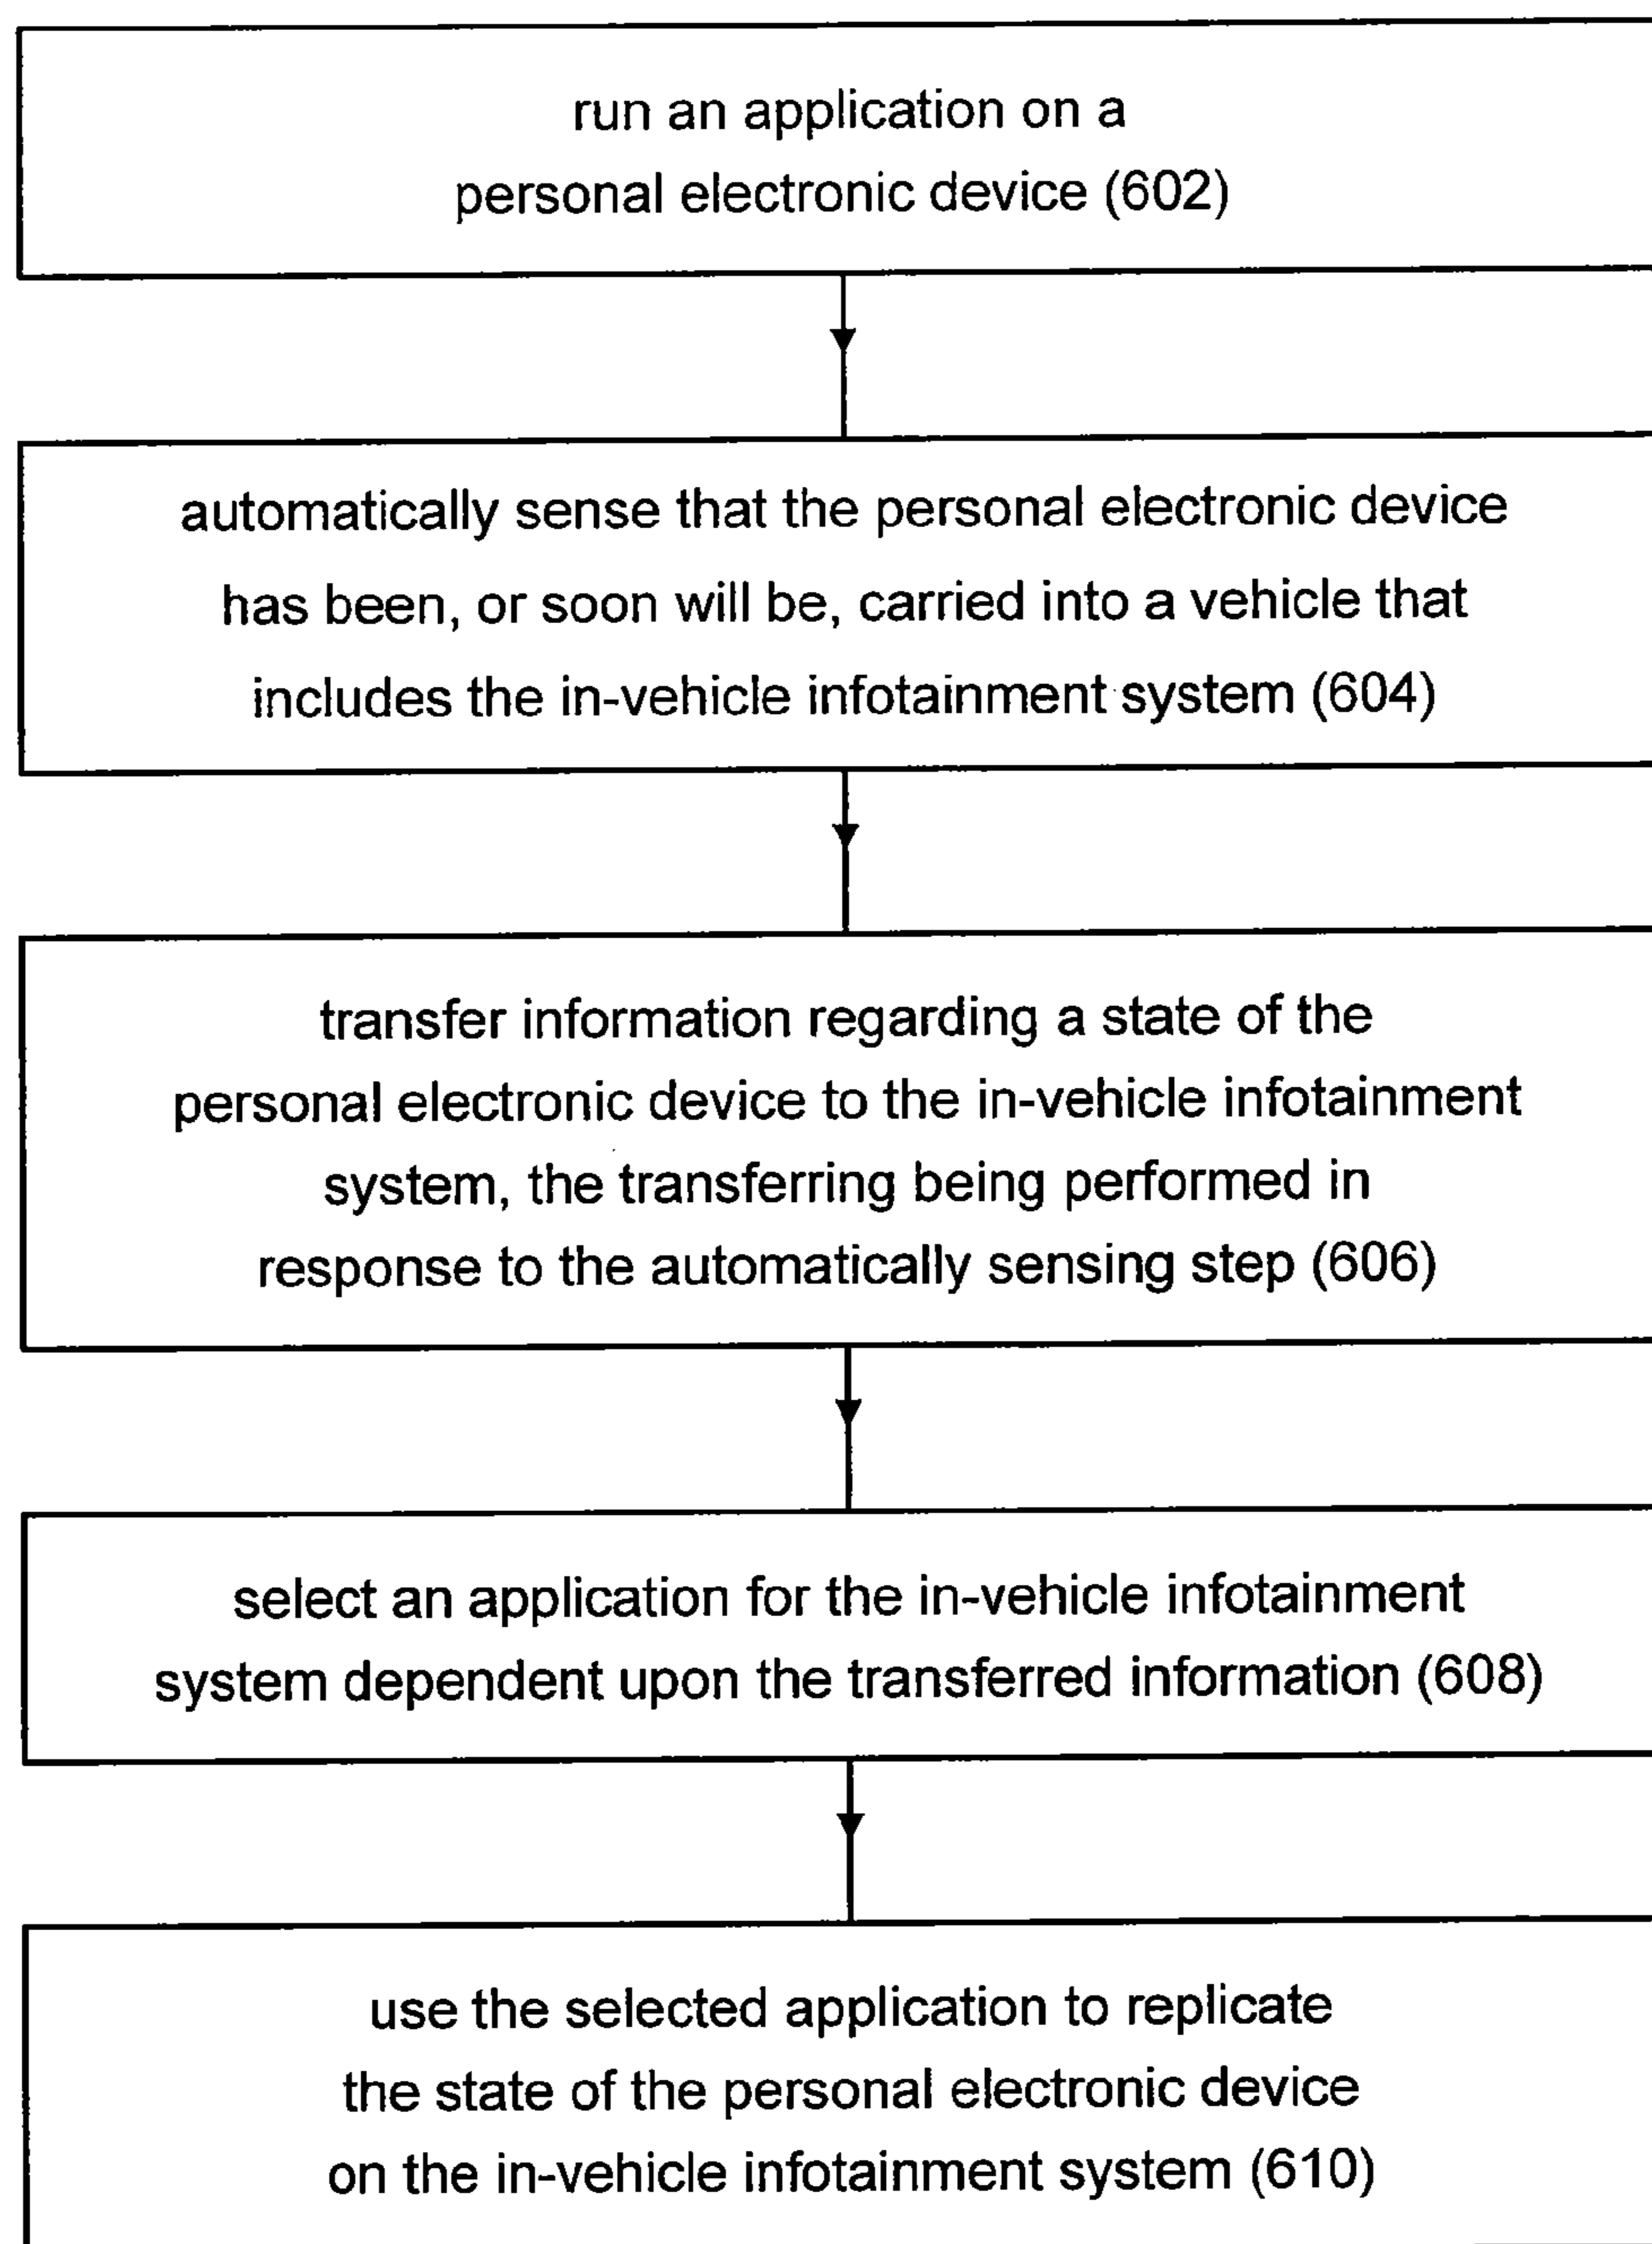 run an application on a
personal electronic device (602)
automatically sense that the personal electronic device
has been, or soon will be, carried into a vehicle that
includes the in-vehicle infotainment system (604)
transfer information regarding a state of the
personal electronic device to the in-vehicle infotainment
system, the transferring being performed in
response to the automatically sensing step (606)
select an application for the in-vehicle infotainment
system dependent upon the transferred information (608)
use the selected application to replicate
the state of the personal electronic device
on the in-vehicle infotainment system (610)